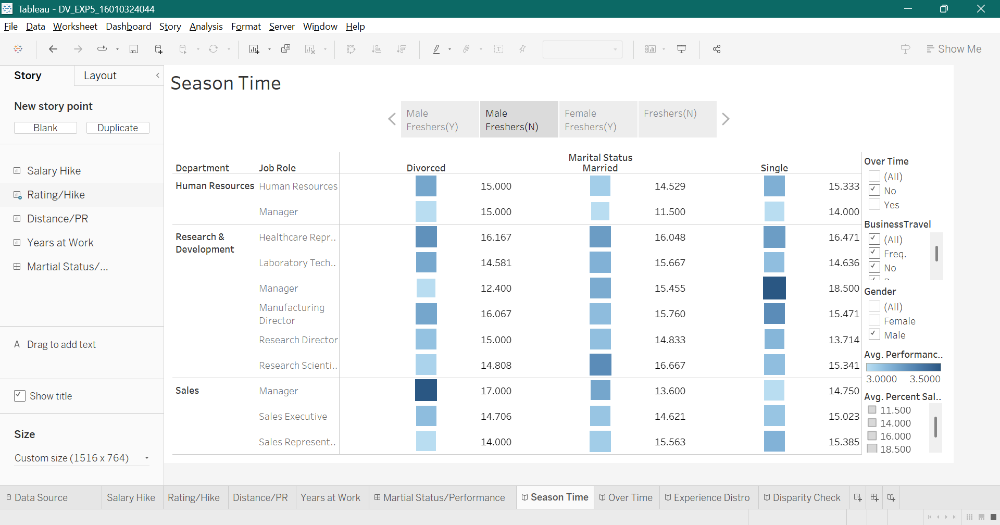 Tableau - DV_EXP5_16010324044
File Data Worksheet Dashboard Story Analysis Format Server Window Help
Show Me
Story Layout
New story point
Blank Duplicate
Salary Hike
Rating/Hike
Distance/PR
Years at Work
Martial Status/...
A Drag to add text
Show title
Size
Custom size (1516 x 764)
Season Time
Male
Freshers(Y)
Male
Freshers(N)
Female
Freshers(Y)
Freshers(N)
Marital Status
Department Job Role Divorced Married Single
Human Resources Human Resources 15.000 14.529 15.333
Manager 15.000 11.500 14.000
Research &
Development
Healthcare Repr.. 16.167 16.048 16.471
Laboratory Tech.. 14.581 15.667 14.636
Manager 12.400 15.455 18.500
Manufacturing
Director 16.067 15.760 15.471
Research Director 15.000 14.833 13.714
Research Scienti.. 14.808 16.667 15.341
Sales Manager 17.000 13.600 14.750
Sales Executive 14.706 14.621 15.023
Sales Represent.. 14.000 15.563 15.385
Over Time
(All)
No
Yes
BusinessTravel
(All)
Freq.
No
Gender
(All)
Female
Male
Avg. Performanc..
3.0000 3.5000
Avg. Percent Sal..
11.500
14.000
16.000
18.500
Data Source Salary Hike Rating/Hike Distance/PR Years at Work Martial Status/Performance Season Time Over Time Experience Distro Disparity Check